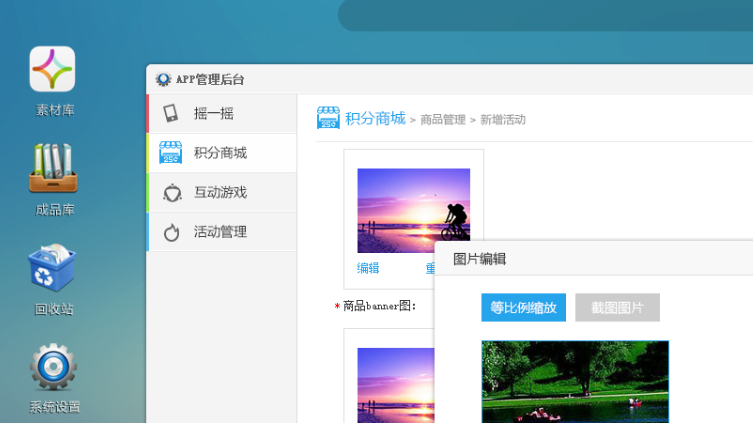 素材库
成品库
回收站
系统设置
APP管理后台
摇一摇
积分商城
25¢
互动游戏
活动管理
积分商城 > 商品管理 > 新增活动
25¢
编辑
* 商品banner图：
图片编辑
等比例缩放
截图图片